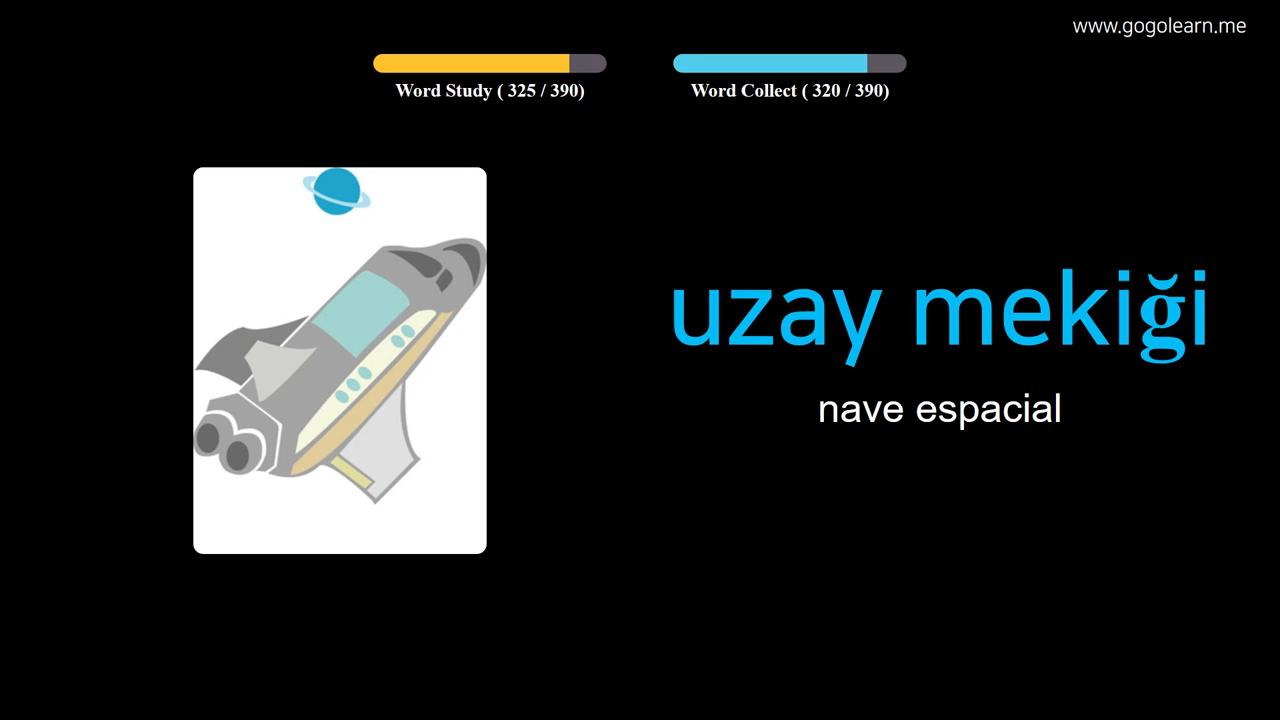 www.gogolearn.me
Word Study ( 325 / 390)
Word Collect ( 320 / 390)
uzay mekiği
nave espacial